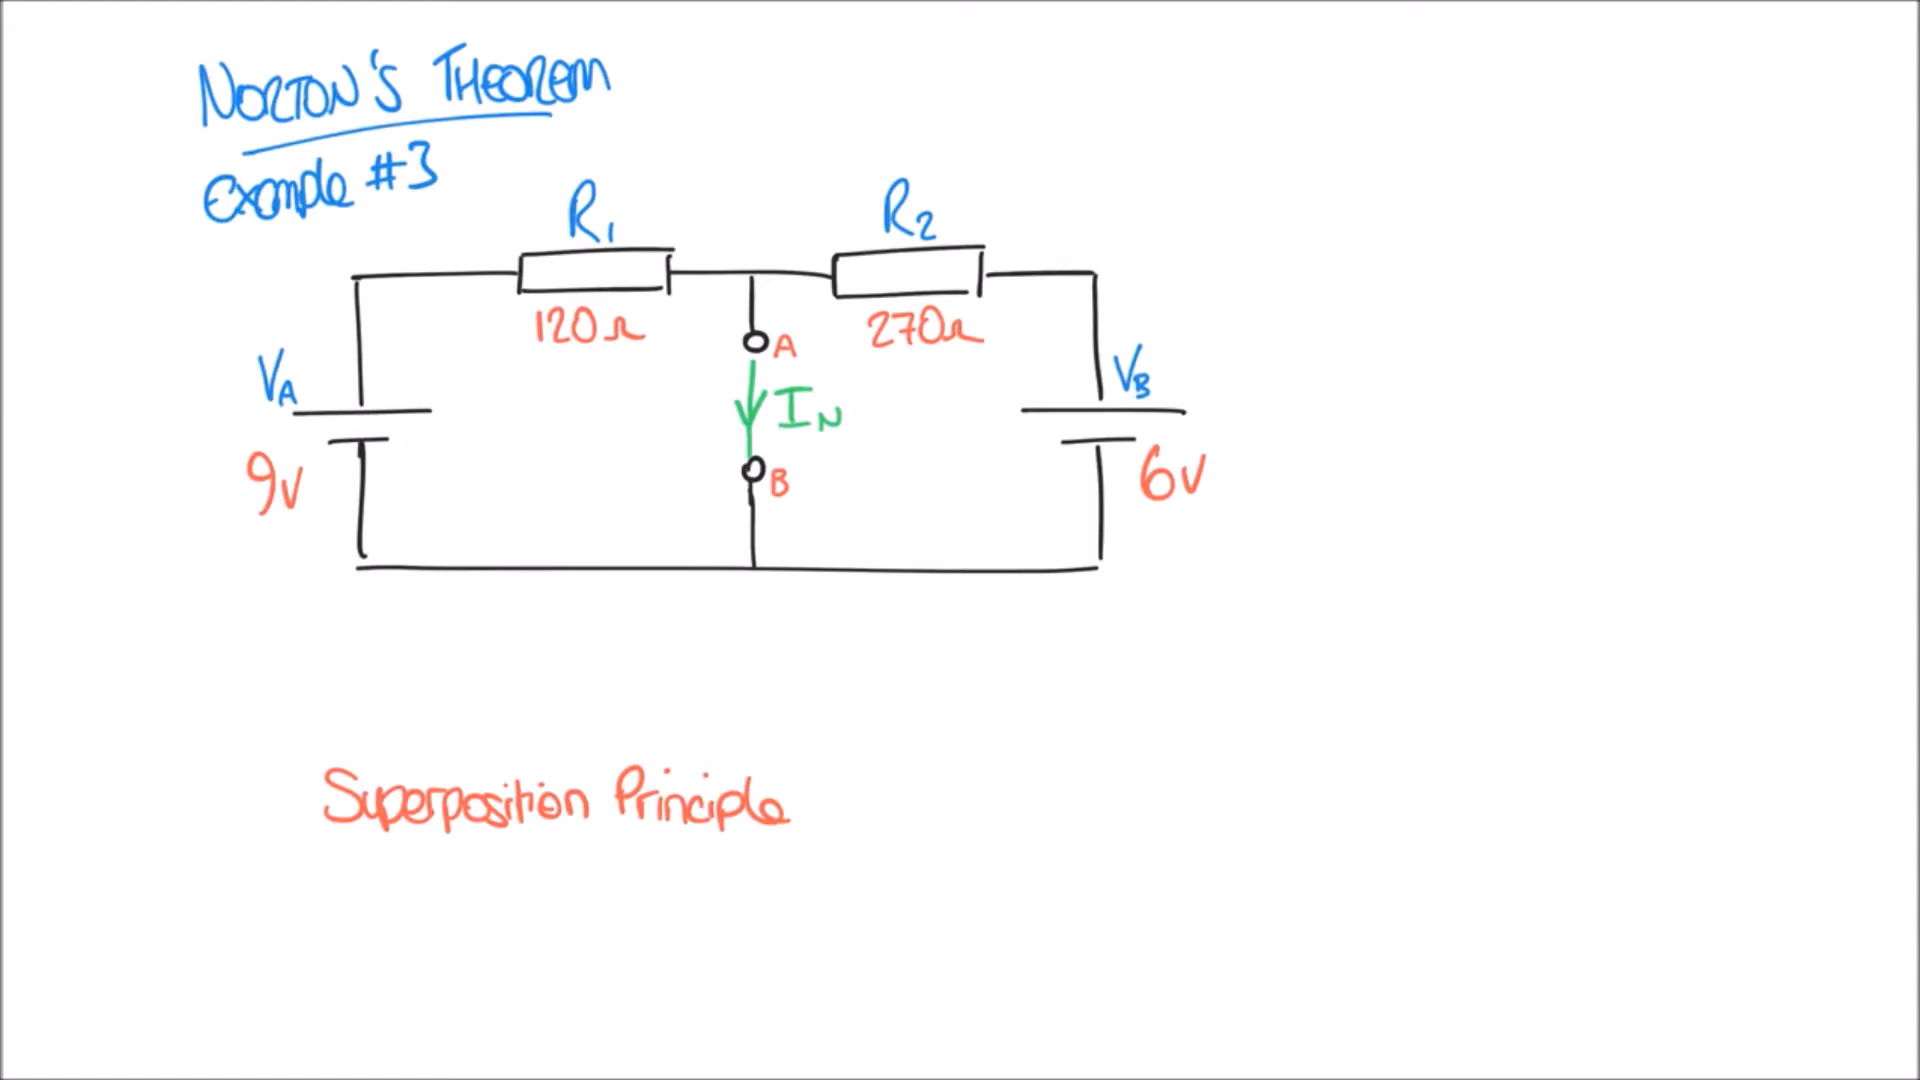 NORTON'S THEOREM
Example #3
R1
R2
120Ω
270Ω
A
VA
VB
IN
9V
B
6V
Superposition Principle